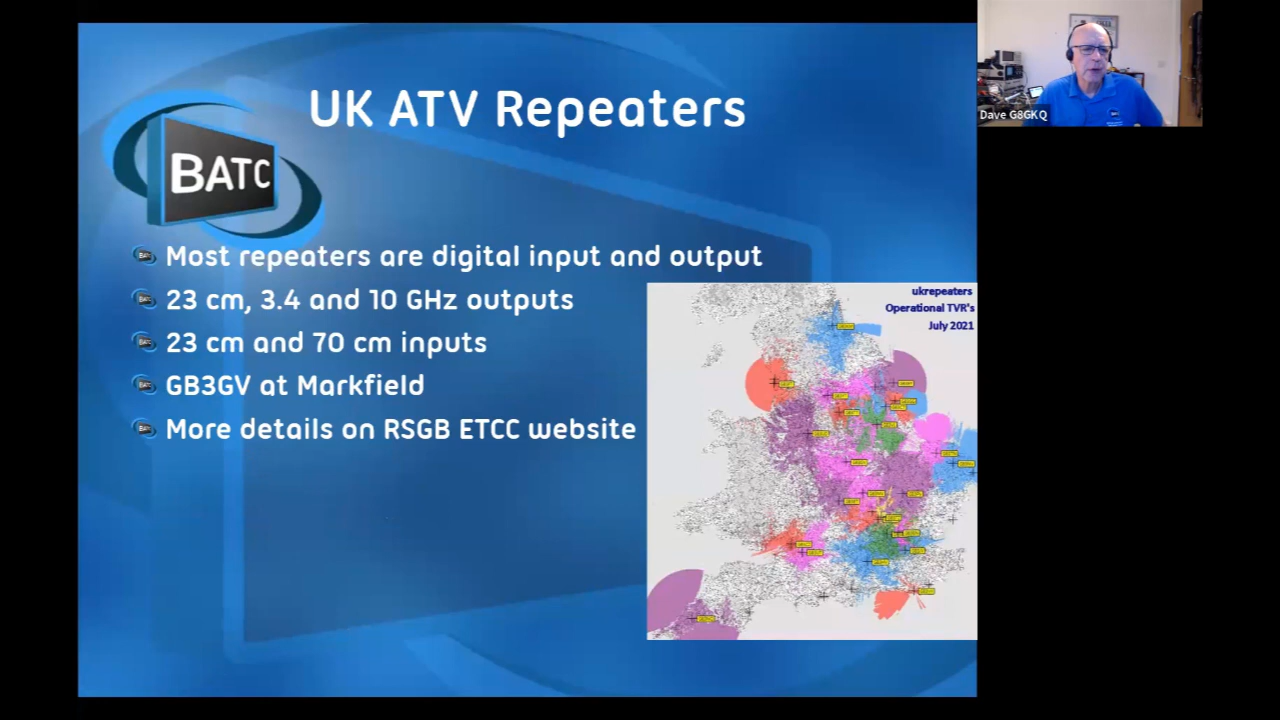 UK ATV Repeaters
BATC
Most repeaters are digital input and output
23 cm, 3.4 and 10 GHz outputs
23 cm and 70 cm inputs
GB3GV at Markfield
More details on RSGB ETCC website
ukrepeaters
Operational TVR's
July 2021
Dave G8GKQ